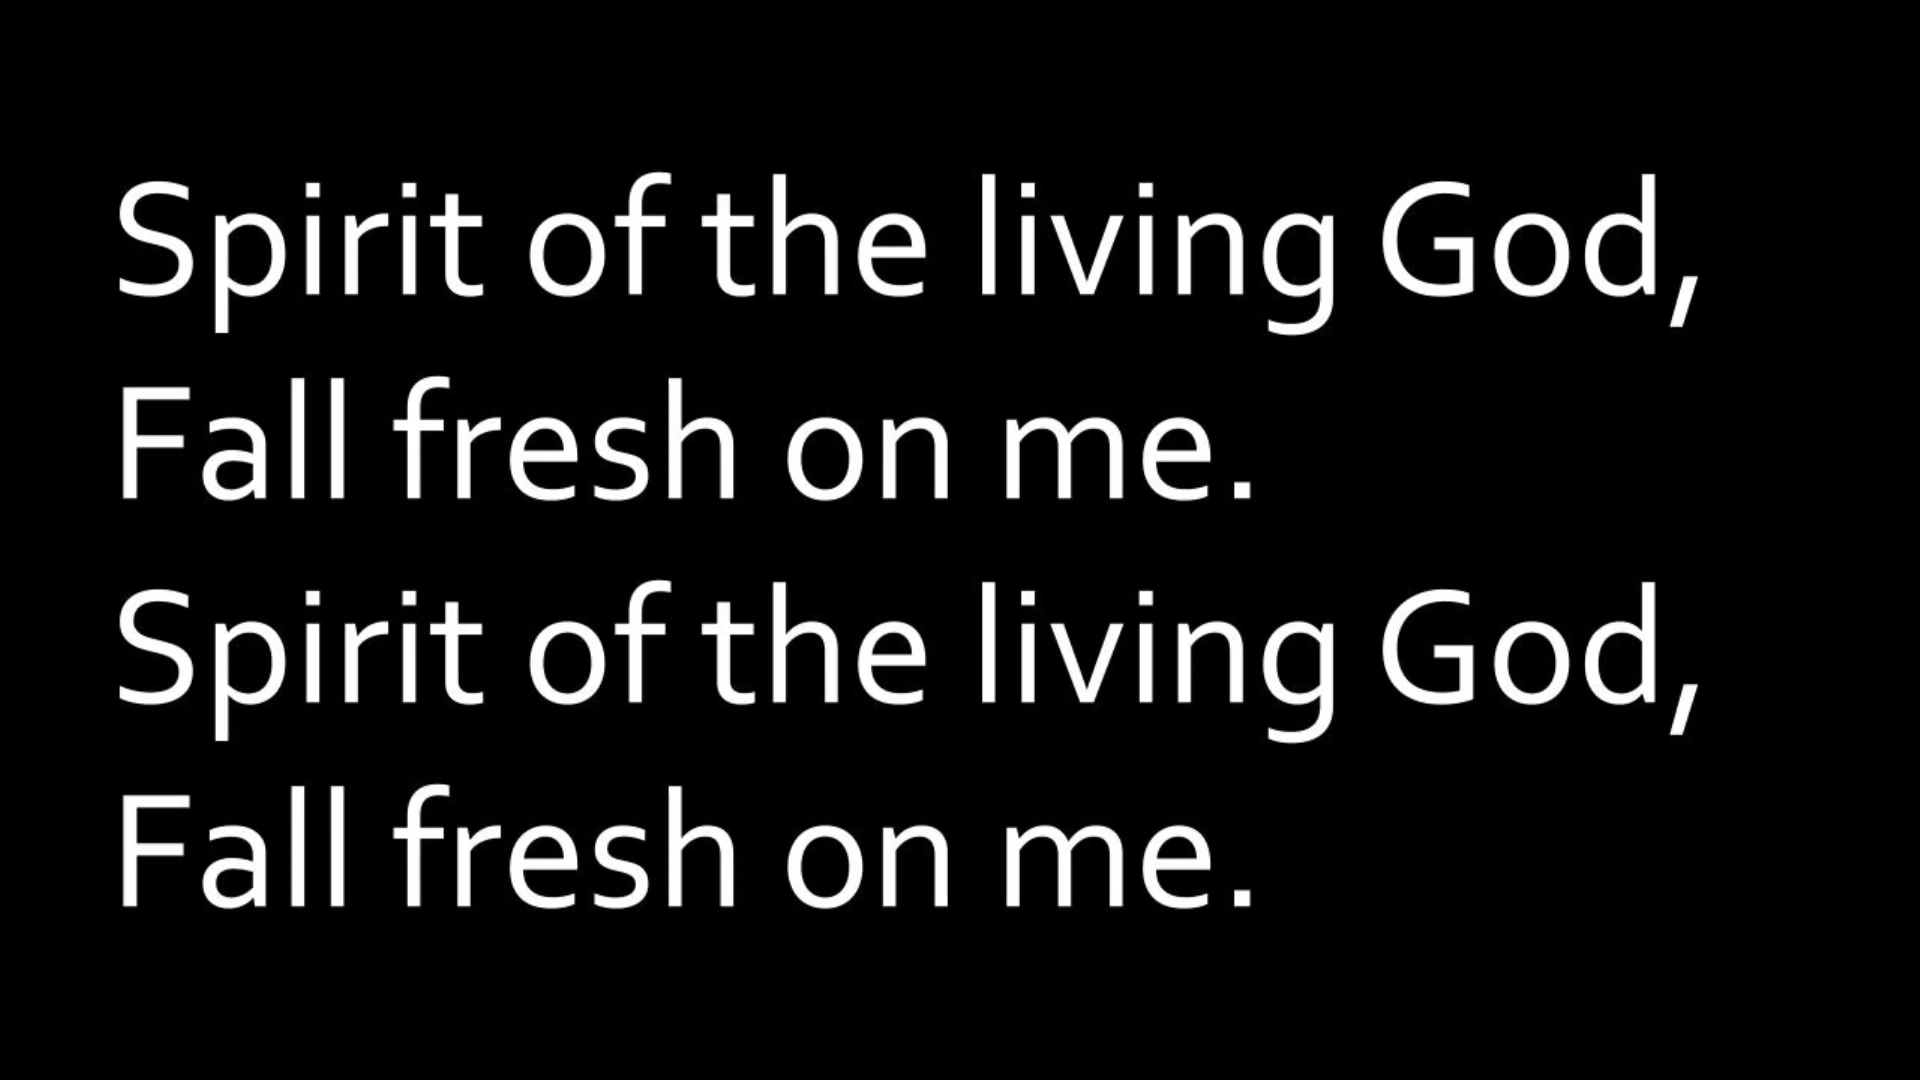 Spirit of the living God,
Fall fresh on me.
Spirit of the living God,
Fall fresh on me.